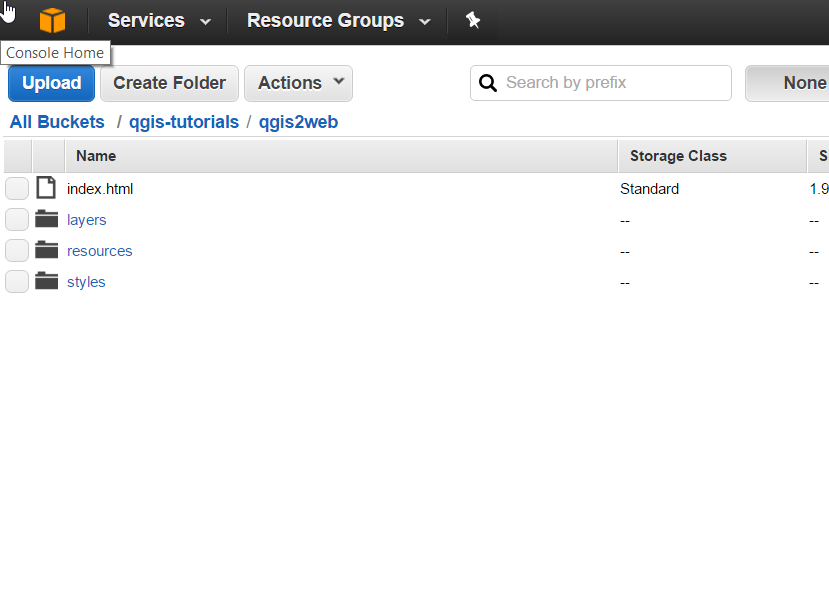 Services Resource Groups
Console Home
Upload Create Folder Actions Search by prefix None
All Buckets / qgis-tutorials / qgis2web
Name Storage Class S
index.html Standard 1.9
layers -- --
resources -- --
styles -- --